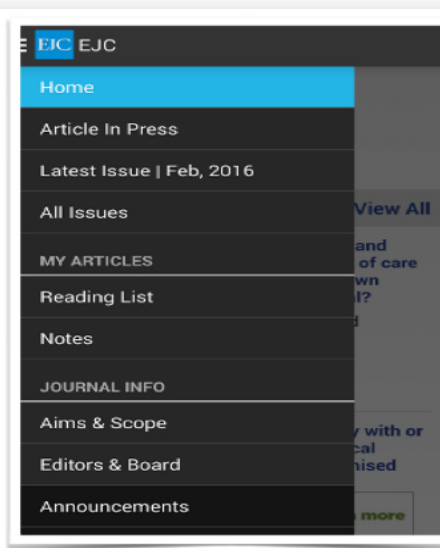 EJC EJC
Home
Article In Press
Latest Issue | Feb, 2016
All Issues
View All
MY ARTICLES
and
of care
wn
l?
Reading List
Notes
JOURNAL INFO
Aims & Scope
y with or
cal
nised
Editors & Board
Announcements
more